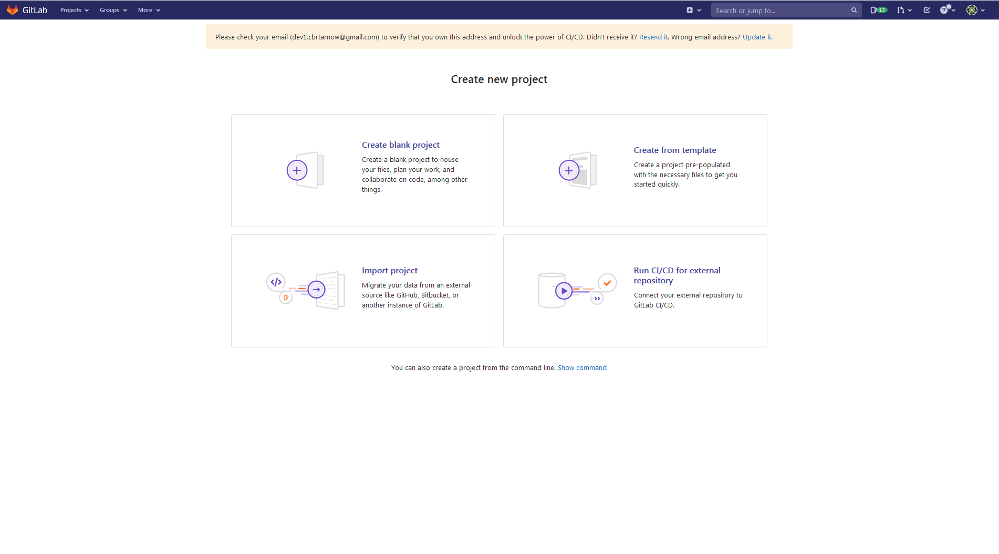 GitLab Projects Groups More Search or jump to... 12
Please check your email (dev1.cbrtarnow@gmail.com) to verify that you own this address and unlock the power of CI/CD. Didn't receive it? Resend it. Wrong email address? Update it.
Create new project
Create blank project
Create a blank project to house
your files, plan your work, and
collaborate on code, among other
things.
Create from template
Create a project pre-populated
with the necessary files to get you
started quickly.
Import project
Migrate your data from an external
source like GitHub, Bitbucket, or
another instance of GitLab.
Run CI/CD for external
repository
Connect your external repository to
GitLab CI/CD.
You can also create a project from the command line. Show command